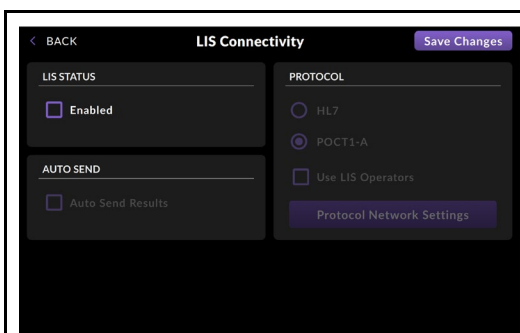 BACK
LIS Connectivity
Save Changes
LIS STATUS
Enabled
AUTO SEND
Auto Send Results
PROTOCOL
HL7
POCT1-A
Use LIS Operators
Protocol Network Settings